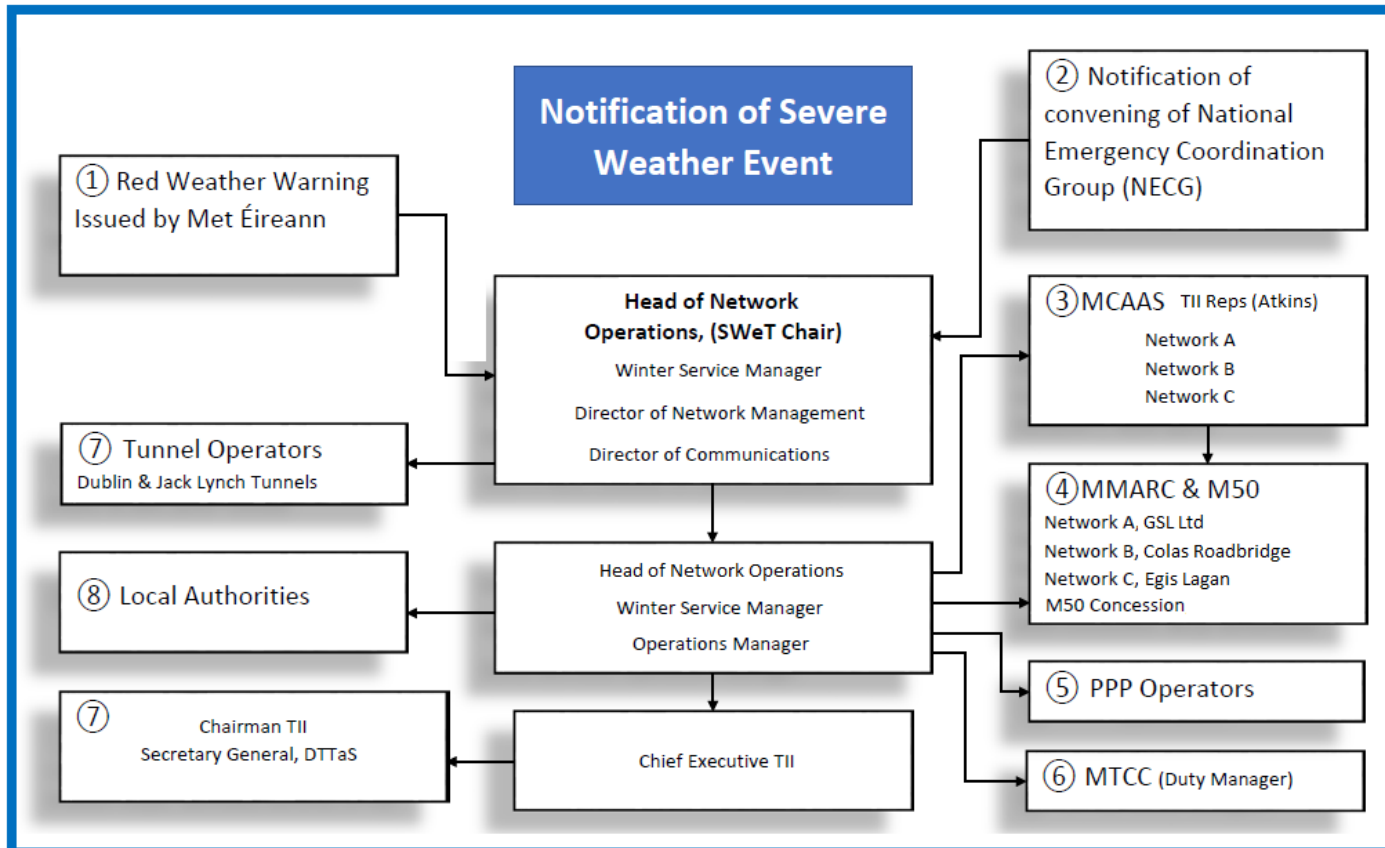 Notification of Severe
Weather Event
① Red Weather Warning
Issued by Met Éireann
② Notification of
convening of National
Emergency Coordination
Group (NECG)
Head of Network
Operations, (SWeT Chair)
Winter Service Manager
Director of Network Management
Director of Communications
③ MCAAS TII Reps (Atkins)
Network A
Network B
Network C
⑦ Tunnel Operators
Dublin & Jack Lynch Tunnels
④ MMARC & M50
Network A, GSL Ltd
Network B, Colas Roadbridge
Network C, Egis Lagan
M50 Concession
Head of Network Operations
Winter Service Manager
Operations Manager
⑧ Local Authorities
⑤ PPP Operators
⑦
Chairman TII
Secretary General, DTTaS
Chief Executive TII
⑥ MTCC (Duty Manager)